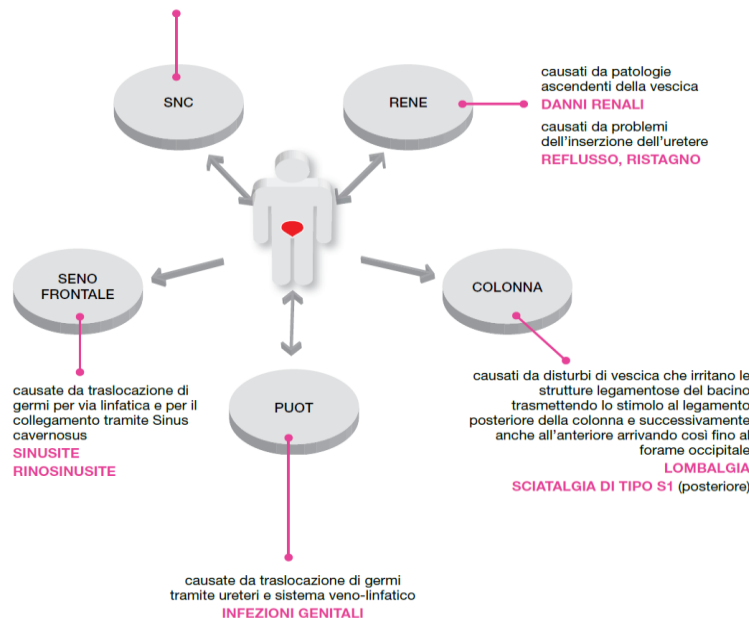 SNC
RENE
causati da patologie
ascendenti della vescica
DANNI RENALI
causati da problemi
dell'inserzione dell'uretere
REFLUSSO, RISTAGNO
SENO
FRONTALE
COLONNA
causate da traslocazione di
germi per via linfatica e per il
collegamento tramite Sinus
cavernosus
SINUSITE
RINOSINUSITE
PUOT
causati da disturbi di vescica che irritano le
strutture legamentose del bacino
trasmettendo lo stimolo al legamento
posteriore della colonna e successivamente
anche all'anteriore arrivando così fino al
forame occipitale
LOMBALGIA
SCIATALGIA DI TIPO S1 (posteriore)
causate da traslocazione di germi
tramite ureteri e sistema veno-linfatico
INFEZIONI GENITALI